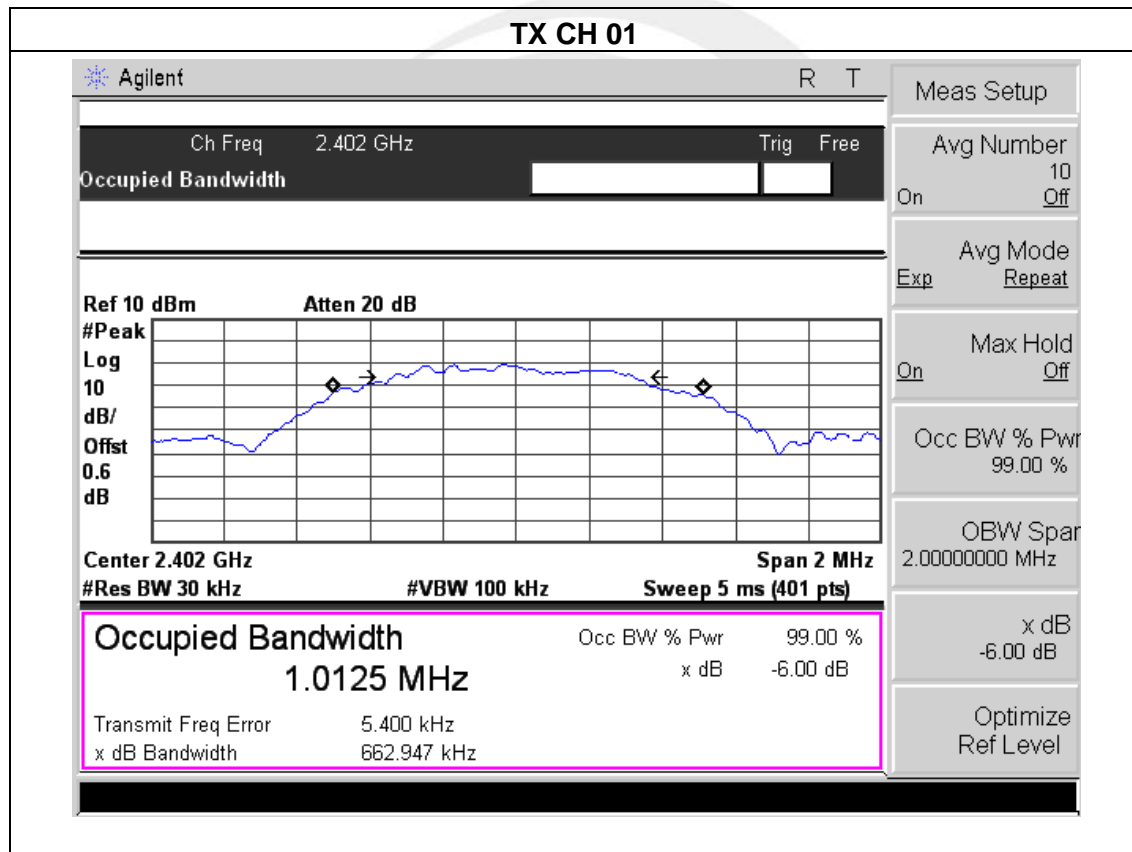 TX CH 01
Agilent R T
Ch Freq 2.402 GHz Trig Free
Occupied Bandwidth
Ref 10 dBm Atten 20 dB
#Peak
Log
10
dB/
Offst
0.6
dB
Center 2.402 GHz Span 2 MHz
#Res BW 30 kHz #VBW 100 kHz Sweep 5 ms (401 pts)
Occupied Bandwidth Occ BW % Pwr 99.00 %
1.0125 MHz x dB -6.00 dB
Transmit Freq Error 5.400 kHz
x dB Bandwidth 662.947 kHz
Meas Setup
Avg Number
10
On Off
Avg Mode
Exp Repeat
Max Hold
On Off
Occ BW % Pwr
99.00 %
OBW Span
2.00000000 MHz
x dB
-6.00 dB
Optimize
Ref Level